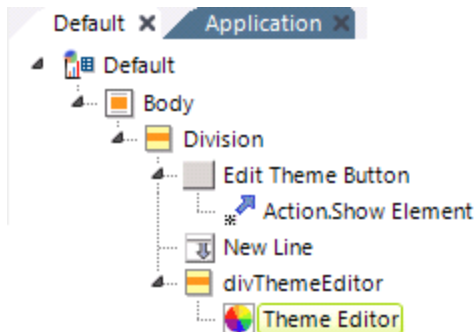 Default Application
Default
Body
Division
Edit Theme Button
Action.Show Element
New Line
divThemeEditor
Theme Editor